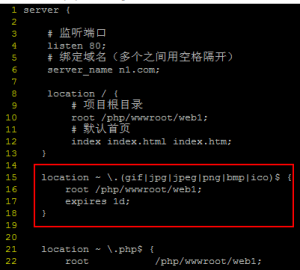 1 server {
2
3 # 监听端口
4 listen 80;
5 # 绑定域名（多个之间用空格隔开）
6 server_name n1.com;
7
8 location / {
9 # 项目根目录
10 root /php/wwwroot/web1;
11 # 默认首页
12 index index.html index.htm;
13 }
14
15 location ~ \.(gif|jpg|jpeg|png|bmp|ico)$ {
16 root /php/wwwroot/web1;
17 expires 1d;
18 }
19
20
21 location ~ \.php$ {
22 root /php/wwwroot/web1;